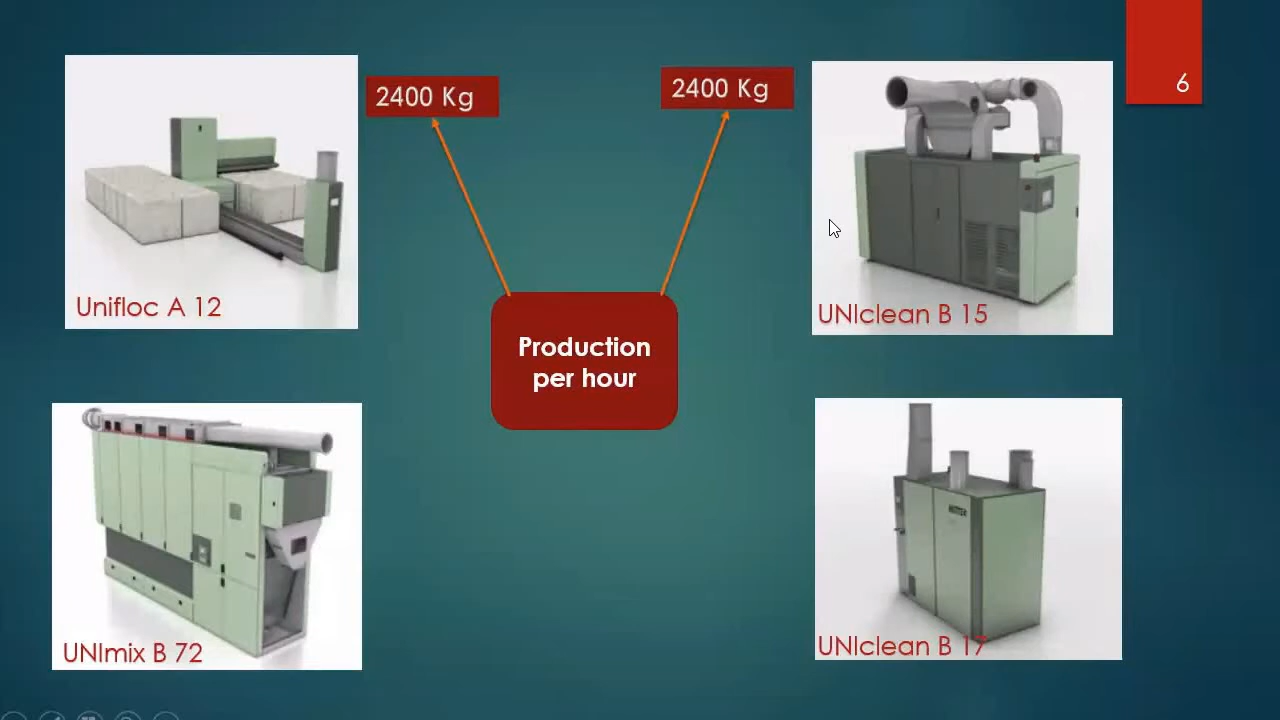 2400 Kg
2400 Kg
6
Unifloc A 12
UNIclean B 15
Production
per hour
UNImix B 72
UNIclean B 17